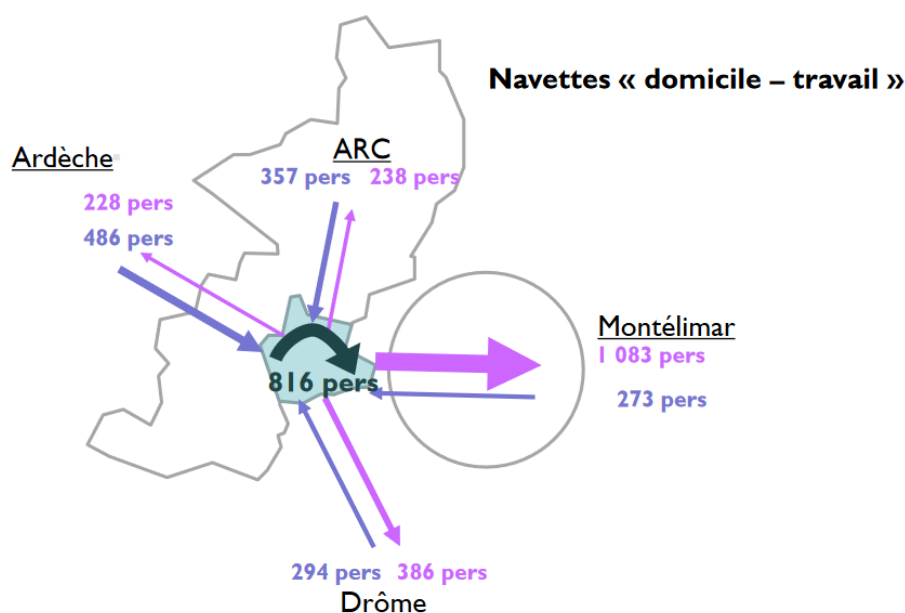 Navettes « domicile – travail »
Ardèche
ARC
357 pers 238 pers
228 pers
486 pers
Montélimar
1 083 pers
816 pers
273 pers
294 pers 386 pers
Drôme